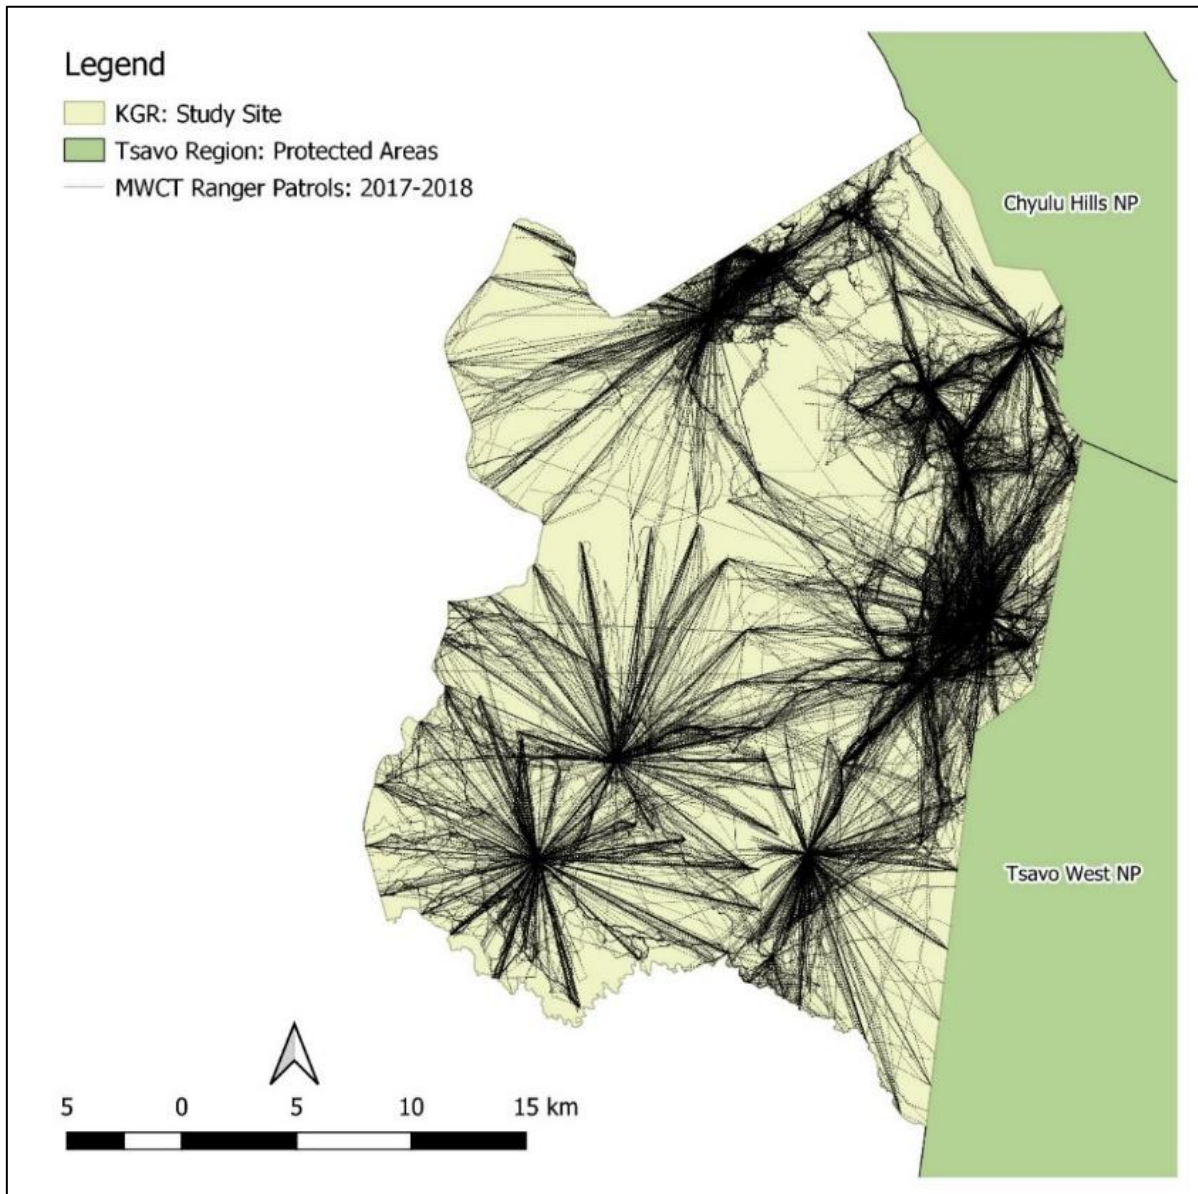 Legend
KGR: Study Site
Tsavo Region: Protected Areas
MWCT Ranger Patrols: 2017-2018
Chyulu Hills NP
Tsavo West NP
5 0 5 10 15 km